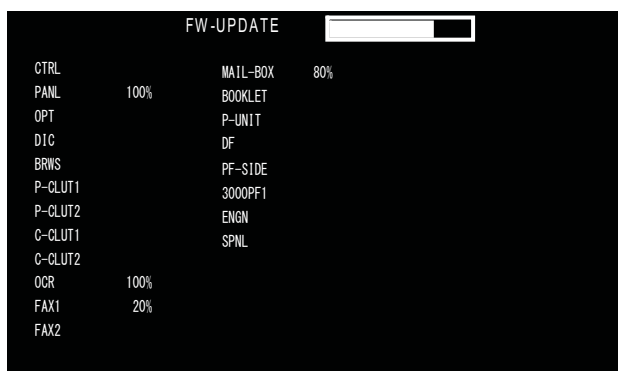 FW-UPDATE
CTRL
PANL 100%
OPT
DIC
BRWS
P-CLUT1
P-CLUT2
C-CLUT1
C-CLUT2
OCR 100%
FAX1 20%
FAX2
MAIL-BOX 80%
BOOKLET
P-UNIT
DF
PF-SIDE
3000PF1
ENGN
SPNL